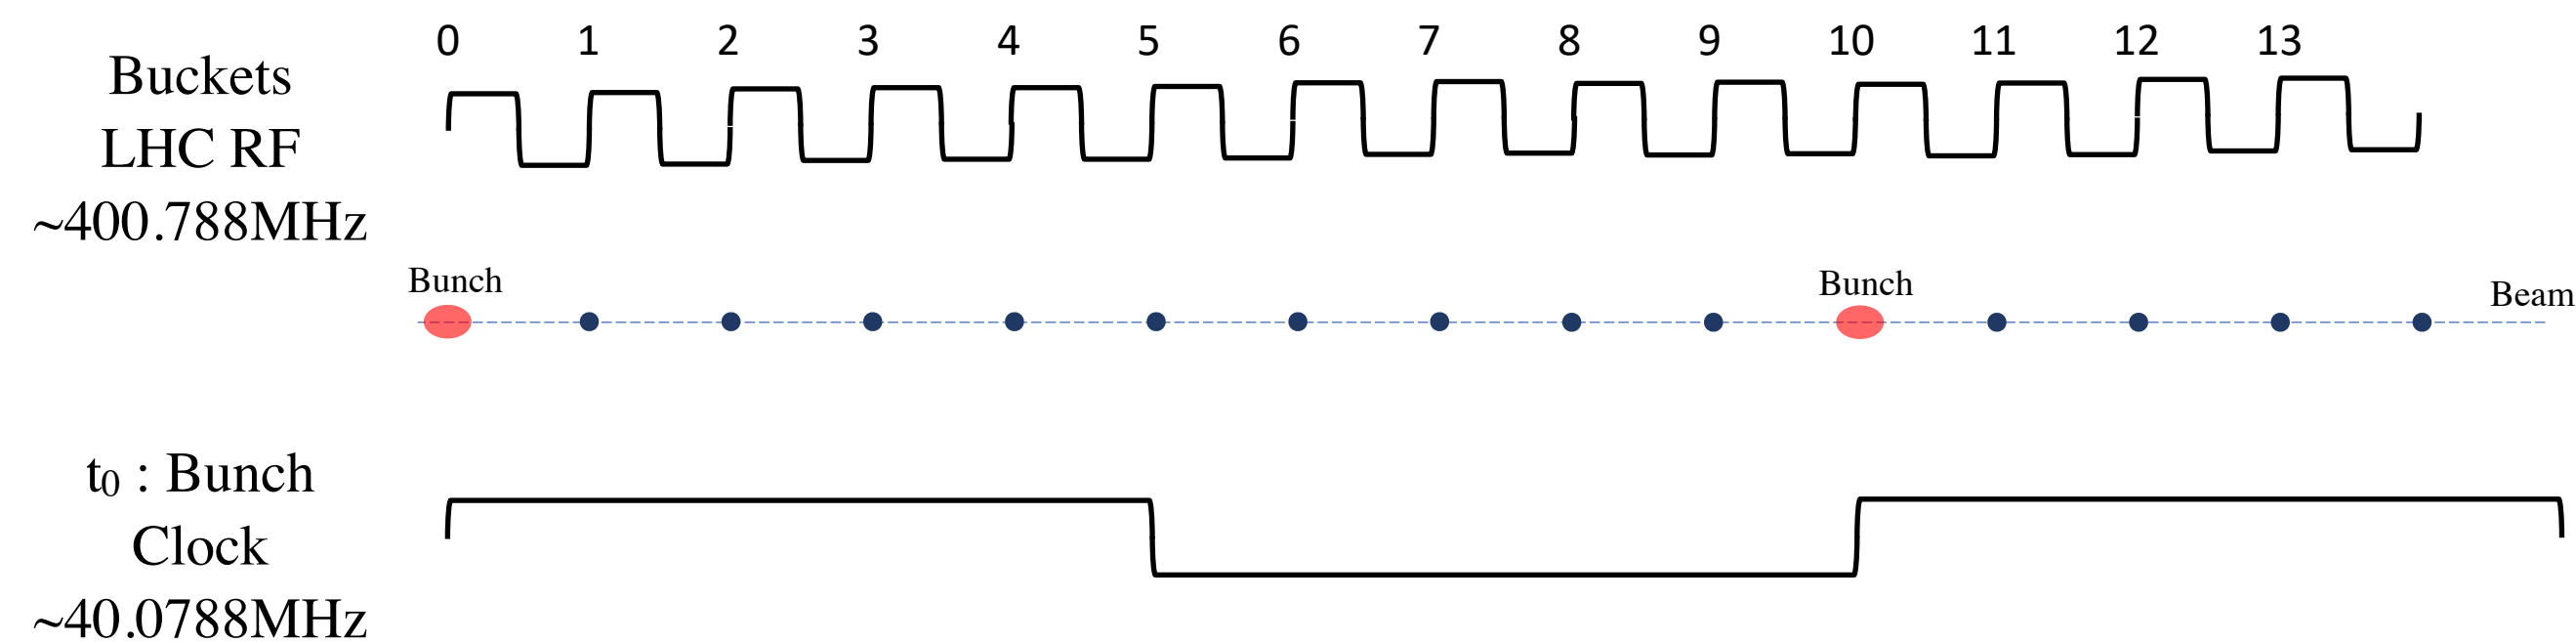 0 1 2 3 4 5 6 7 8 9 10 11 12 13
Buckets
LHC RF
~400.788MHz
Bunch Bunch Beam
t₀ : Bunch
Clock
~40.0788MHz